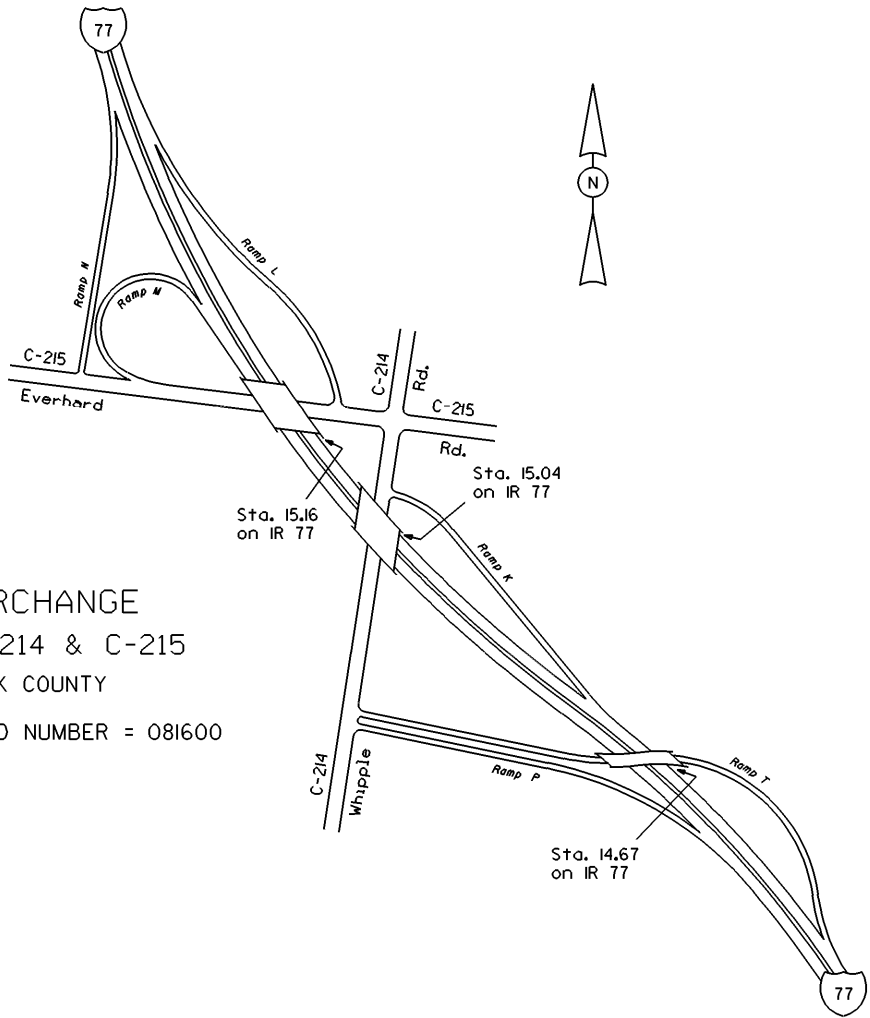 77
N
Ramp L
Ramp N
Ramp M
C-215
Everhard
C-214
Rd.
C-215
Rd.
Sta. 15.04
on IR 77
Sta. 15.16
on IR 77
Ramp K
RCHANGE
214 & C-215
K COUNTY
D NUMBER = 081600
C-214
Whipple
Ramp P
Ramp T
Sta. 14.67
on IR 77
77